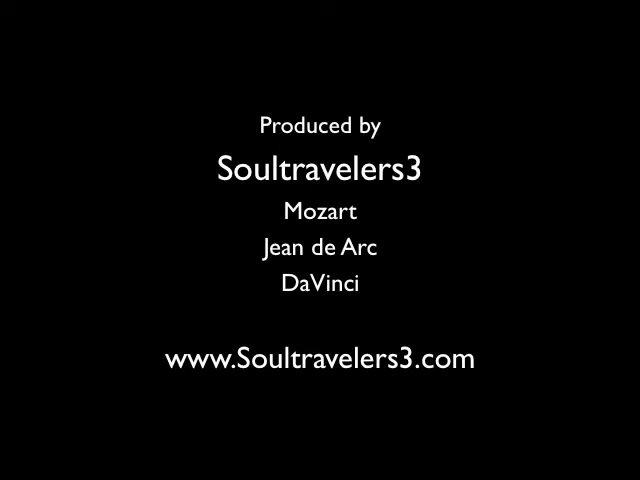 Produced by
Soultravelers3
Mozart
Jean de Arc
DaVinci
www.Soultravelers3.com